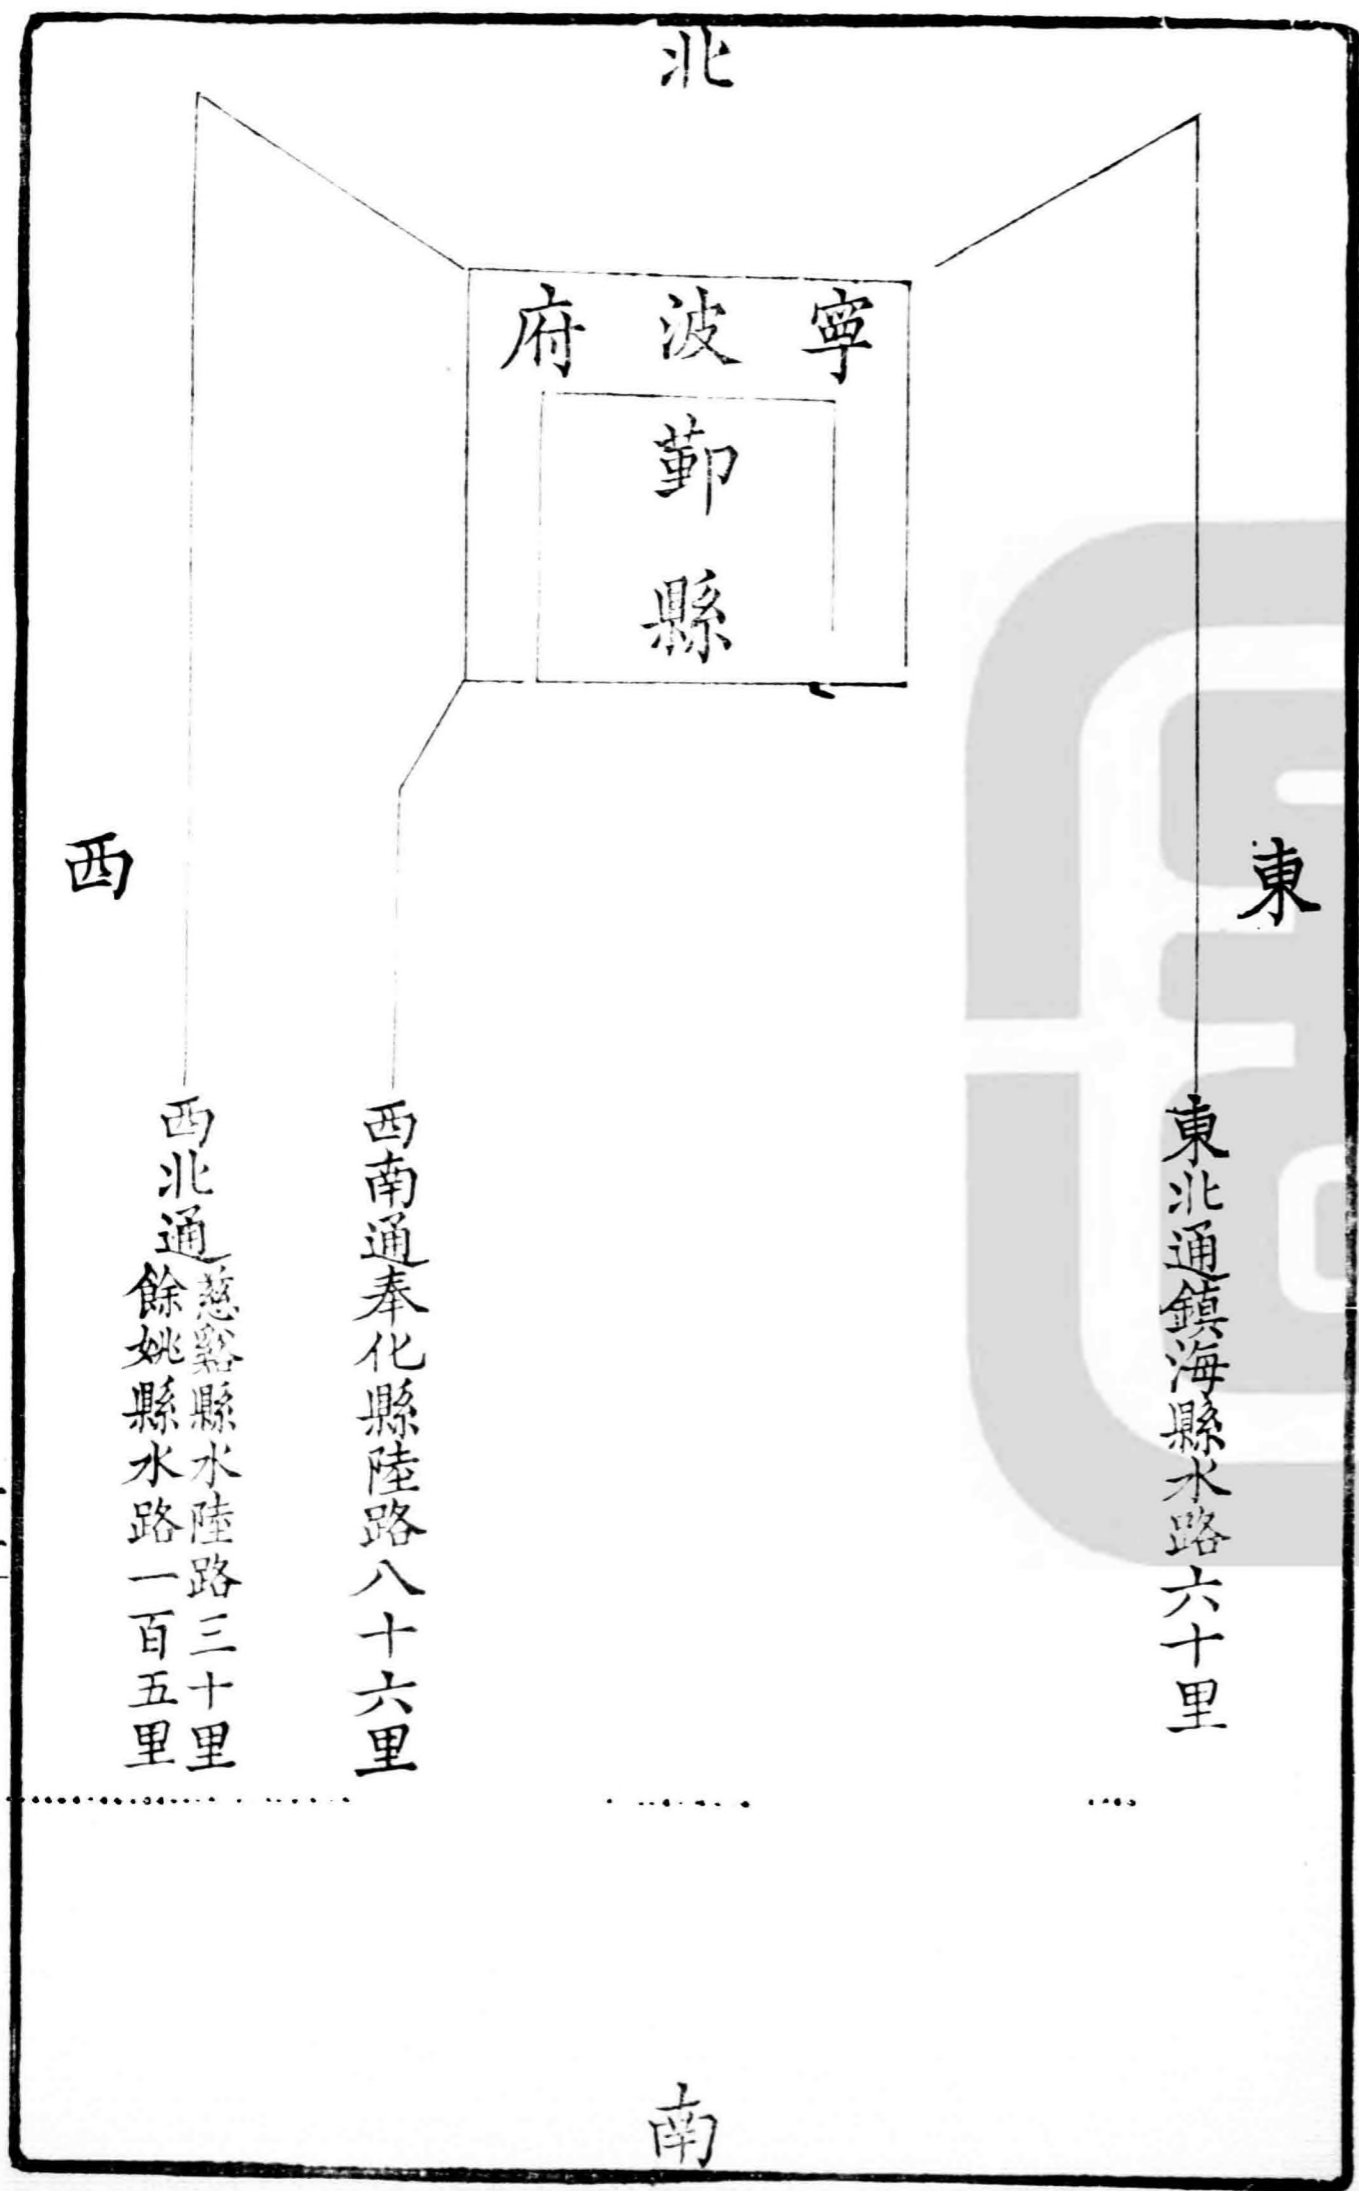 北
寧波府
鄞縣
東
西
東北通鎮海縣水路六十里
西南通奉化縣陸路八十六里
西北通
慈谿縣水陸路三十里
餘姚縣水路一百五里
南